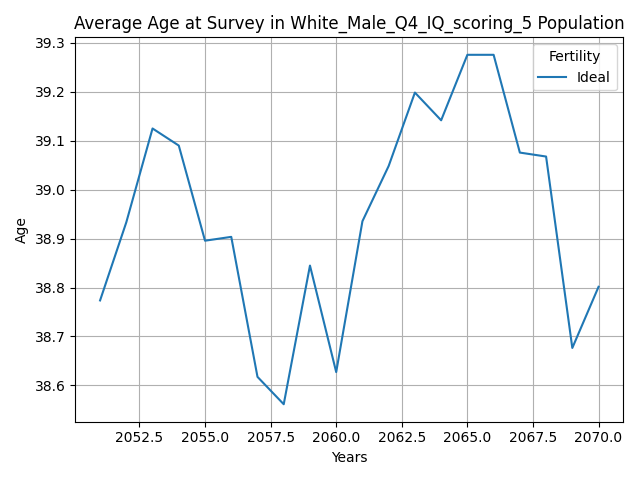 Average Age at Survey in White_Male_Q4_IQ_scoring_5 Population
Fertility
Ideal
39.3
39.2
39.1
39.0
38.9
38.8
38.7
38.6
Age
2052.5 2055.0 2057.5 2060.0 2062.5 2065.0 2067.5 2070.0
Years